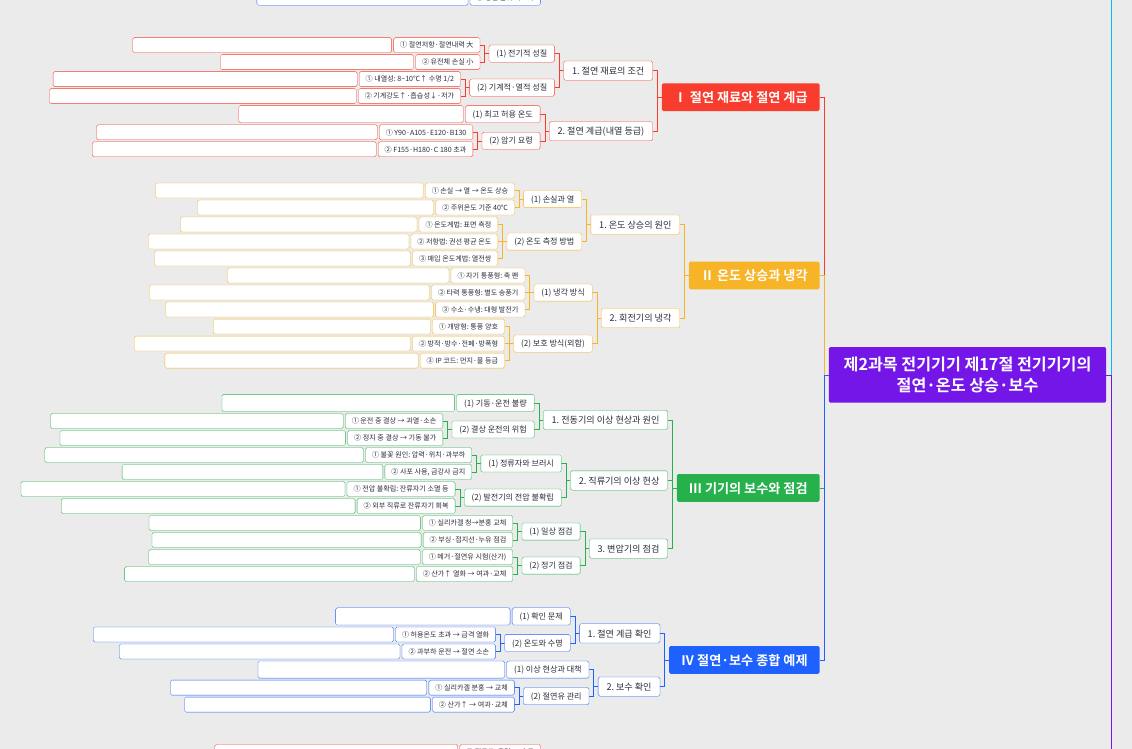 제2과목 전기기기 제17절 전기기기의
절연·온도 상승·보수
I 절연 재료와 절연 계급
1. 절연 재료의 조건
(1) 전기적 성질
① 절연저항·절연내력 大
② 유전체 손실 小
(2) 기계적·열적 성질
① 내열성: 8~10℃↑ 수명 1/2
② 기계강도↑·흡습성↓·저가
2. 절연 계급(내열 등급)
(1) 최고 허용 온도
(2) 암기 요령
① Y90·A105·E120·B130
② F155·H180·C 180 초과
II 온도 상승과 냉각
1. 온도 상승의 원인
(1) 손실과 열
① 손실 → 열 → 온도 상승
② 주위온도 기준 40℃
(2) 온도 측정 방법
① 온도계법: 표면 측정
② 저항법: 권선 평균 온도
③ 매입 온도계법: 열전쌍
2. 회전기의 냉각
(1) 냉각 방식
① 자기 통풍형: 축 팬
② 타력 통풍형: 별도 송풍기
③ 수소·수냉: 대형 발전기
(2) 보호 방식(외함)
① 개방형: 통풍 양호
② 방적·방수·전폐·방폭형
③ IP 코드: 먼지·물 등급
III 기기의 보수와 점검
1. 전동기의 이상 현상과 원인
(1) 기동·운전 불량
(2) 결상 운전의 위험
① 운전 중 결상 → 과열·소손
② 정지 중 결상 → 기동 불가
2. 직류기의 이상 현상
(1) 정류자와 브러시
① 불꽃 원인: 압력·위치·과부하
② 사포 사용, 금강사 금지
(2) 발전기의 전압 불확립
① 전압 불확립: 잔류자기 소멸 등
② 외부 직류로 잔류자기 회복
3. 변압기의 점검
(1) 일상 점검
① 실리카겔 청→분홍 교체
② 부싱·접지선·누유 점검
(2) 정기 점검
① 메거·절연유 시험(산가)
② 산가↑ 열화 → 여과·교체
IV 절연·보수 종합 예제
1. 절연 계급 확인
(1) 확인 문제
(2) 온도와 수명
① 허용온도 초과 → 급격 열화
② 과부하 운전 → 절연 소손
2. 보수 확인
(1) 이상 현상과 대책
(2) 절연유 관리
① 실리카겔 분홍 → 교체
② 산가↑ → 여과·교체